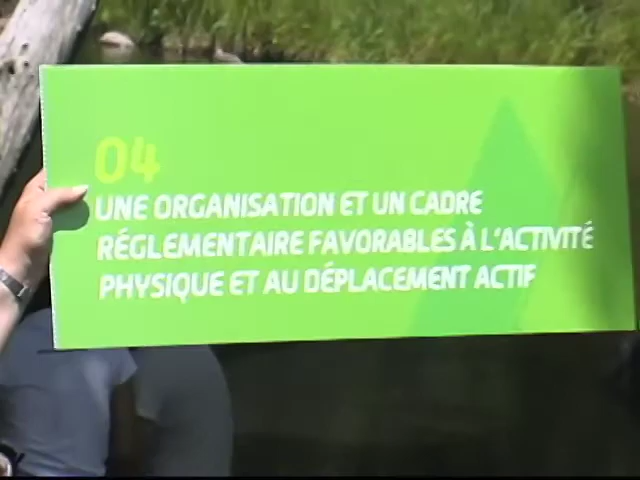 04
UNE ORGANISATION ET UN CADRE
RÉGLEMENTAIRE FAVORABLES À L'ACTIVITÉ
PHYSIQUE ET AU DÉPLACEMENT ACTIF